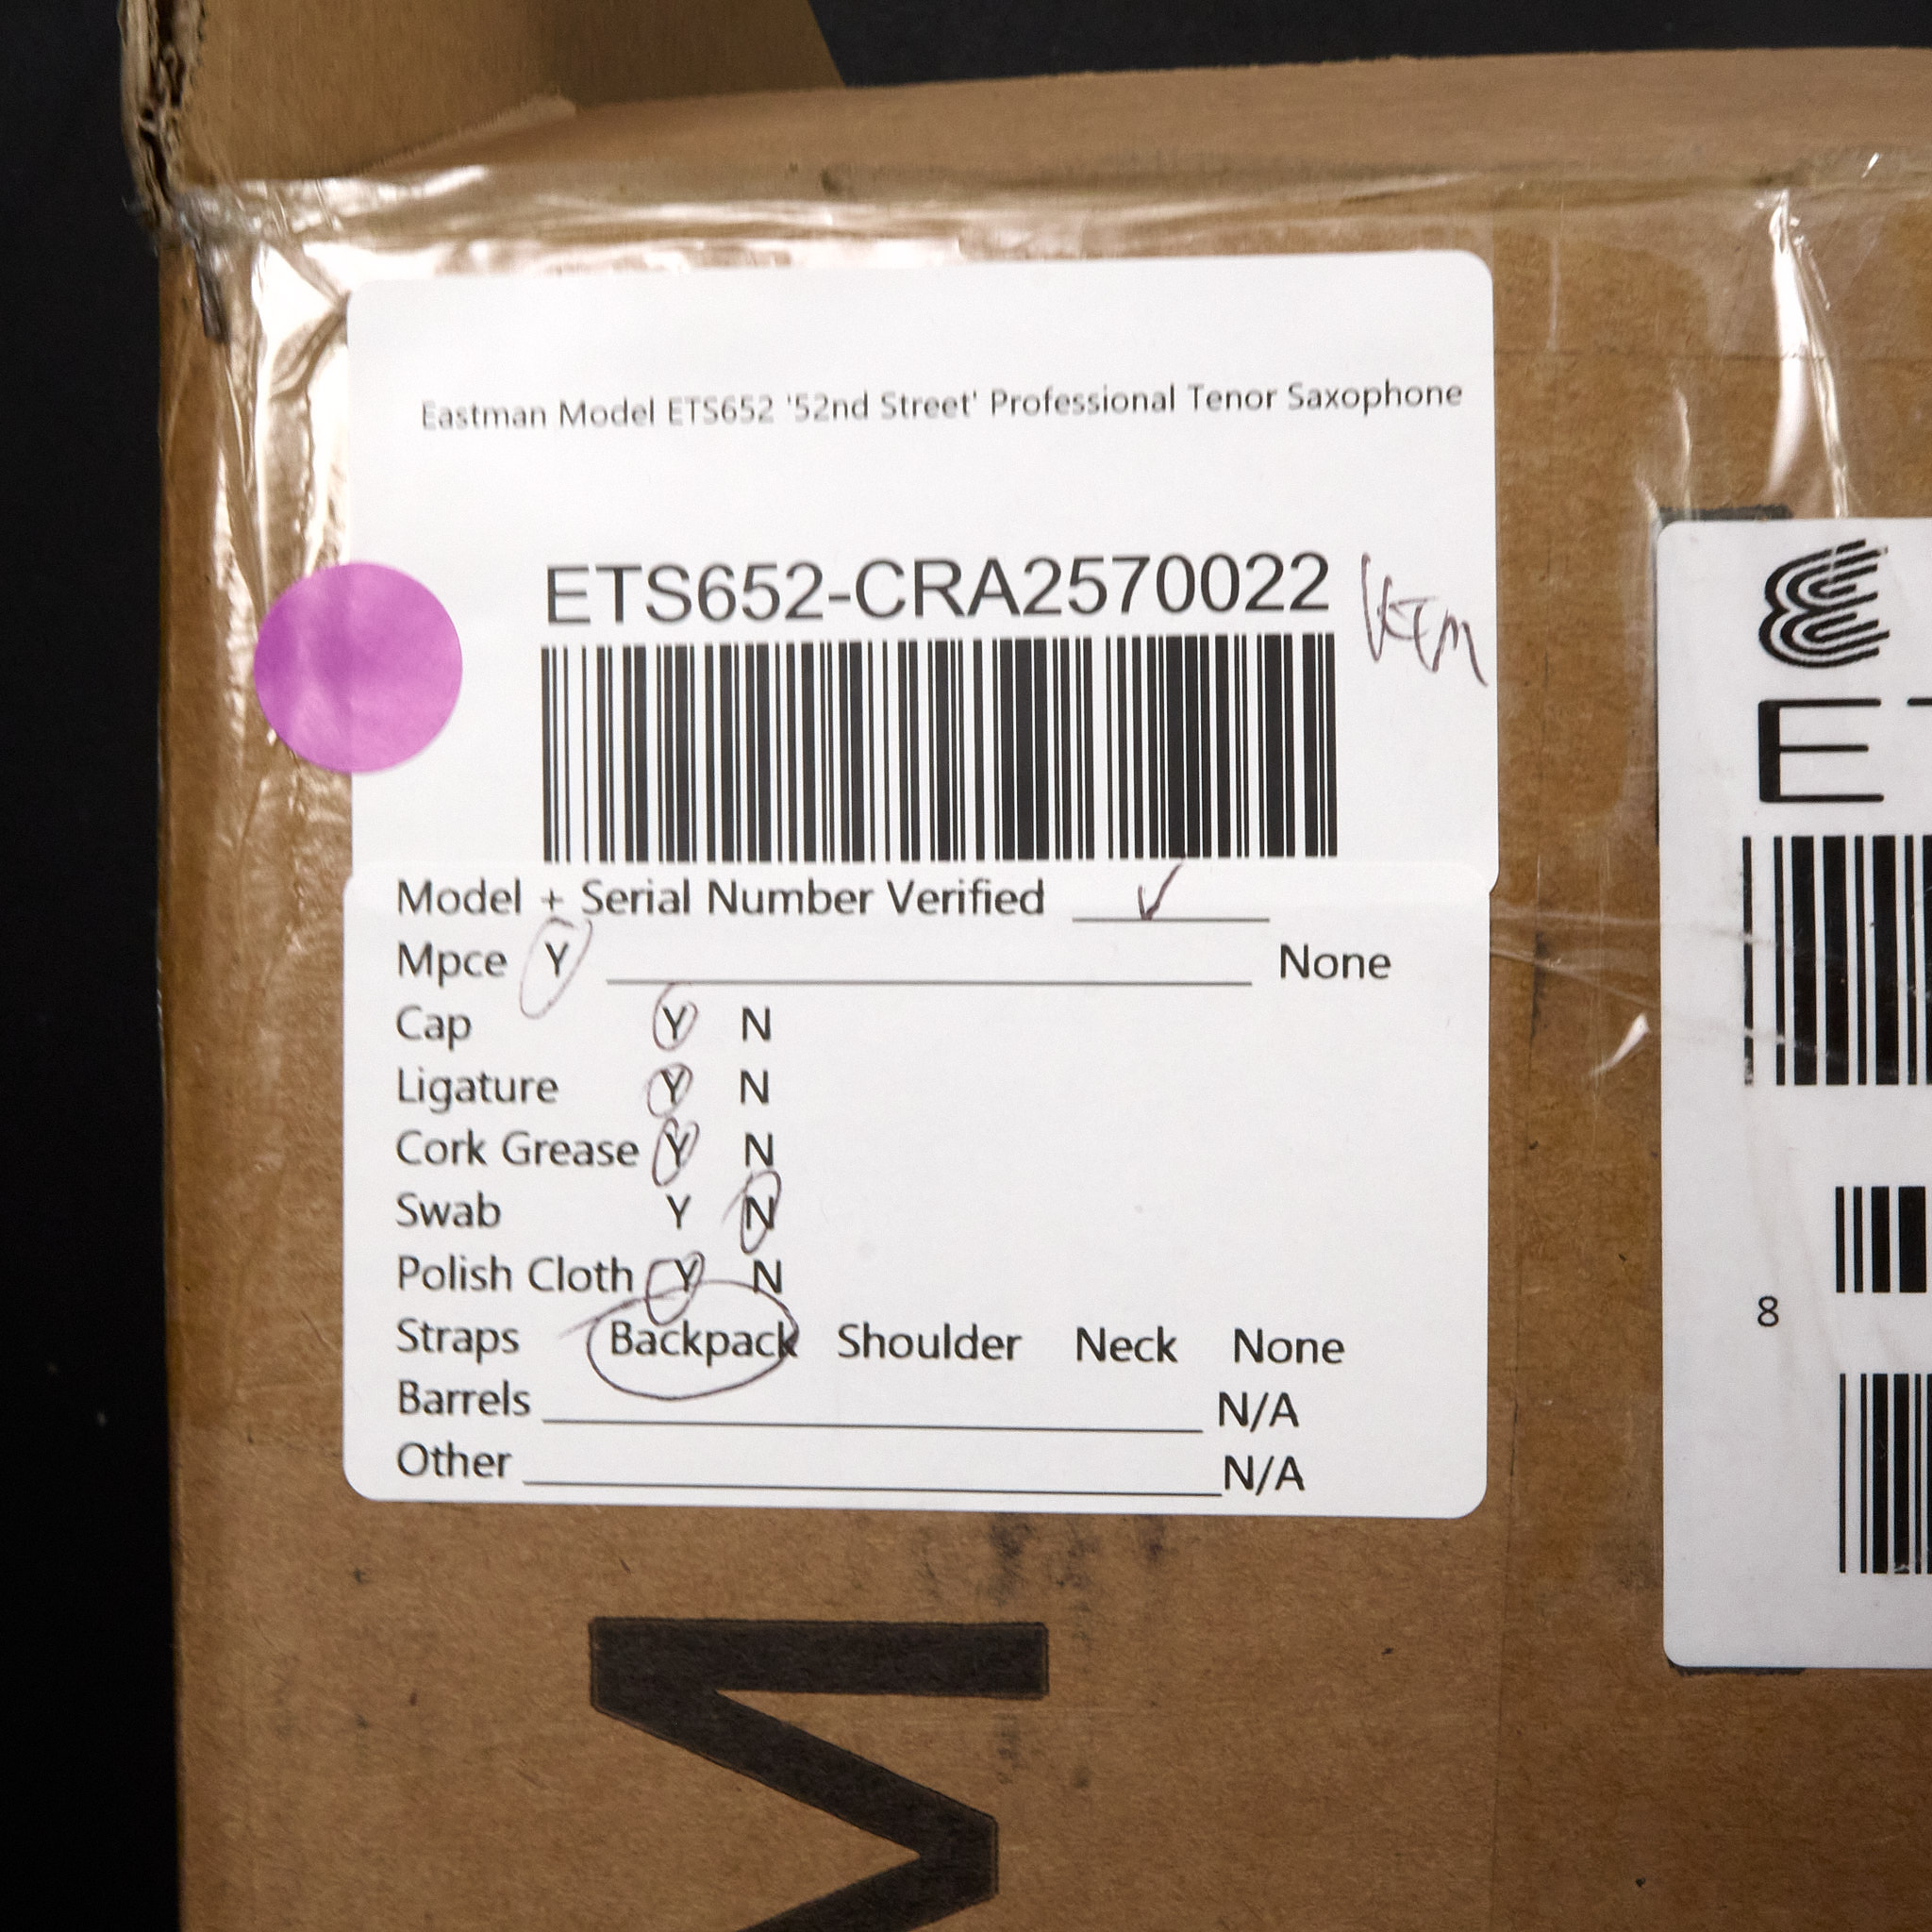 Eastman Model ETS652 '52nd Street' Professional Tenor Saxophone
ETS652-CRA2570022
Model + Serial Number Verified ✓
Mpce Y None
Cap Y N
Ligature Y N
Cork Grease Y N
Swab Y N
Polish Cloth Y N
Straps Backpack Shoulder Neck None
Barrels N/A
Other N/A
M
E
8